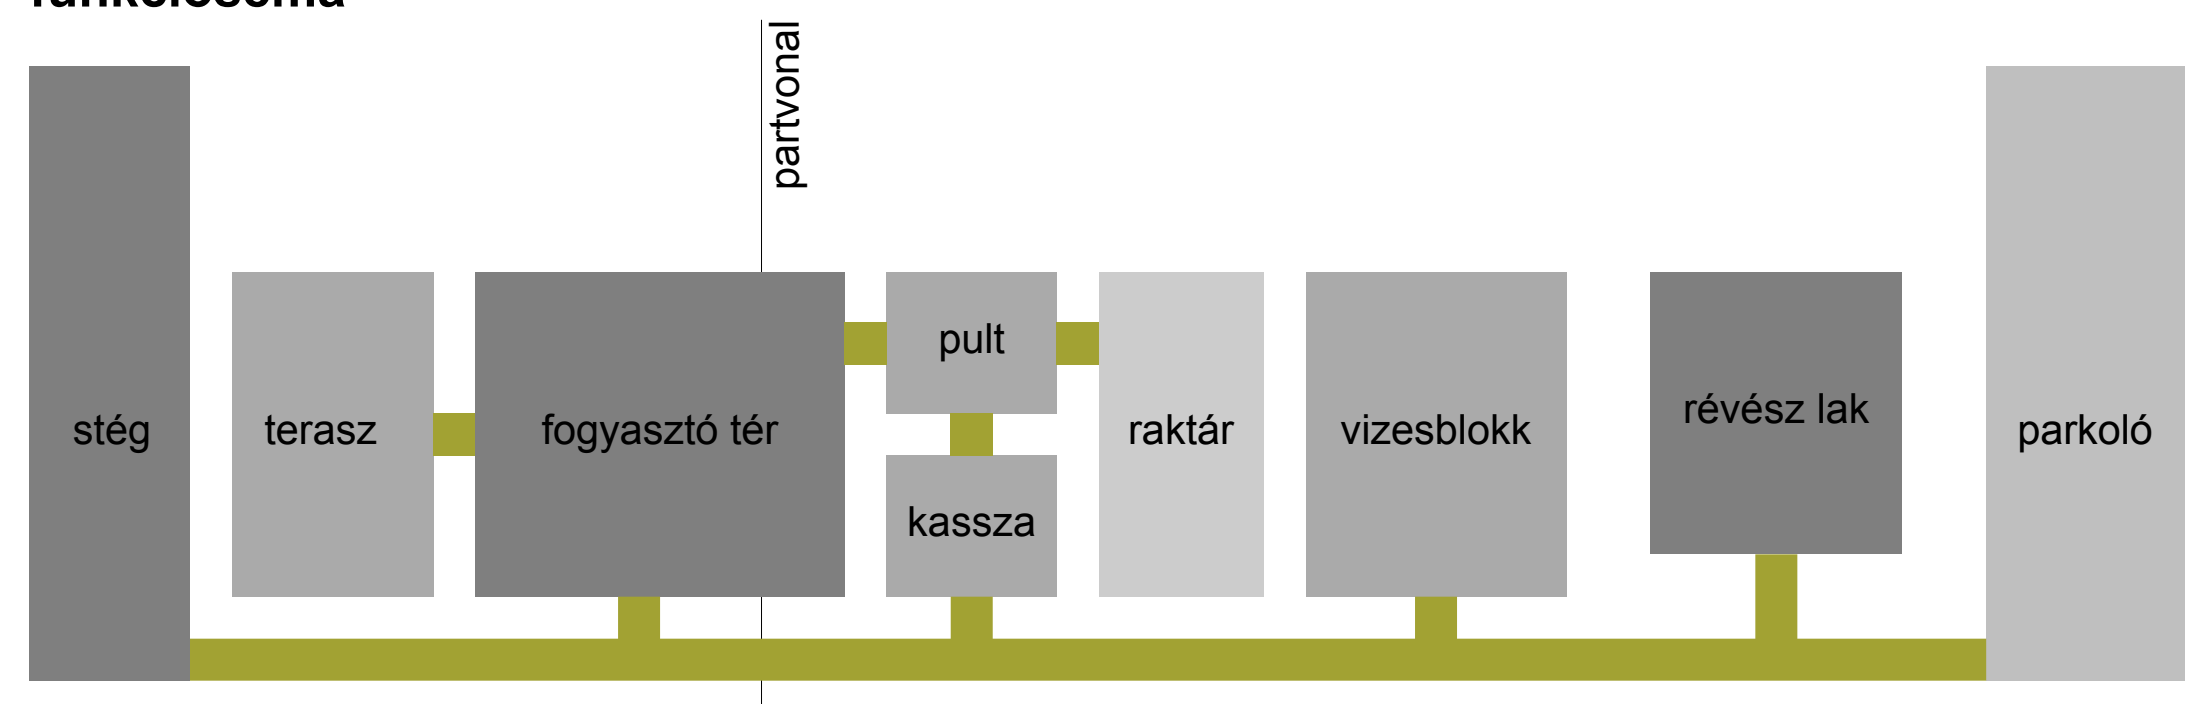 partvonal
stég
terasz
fogyasztó tér
pult
kassza
raktár
vizesblokk
révész lak
parkoló